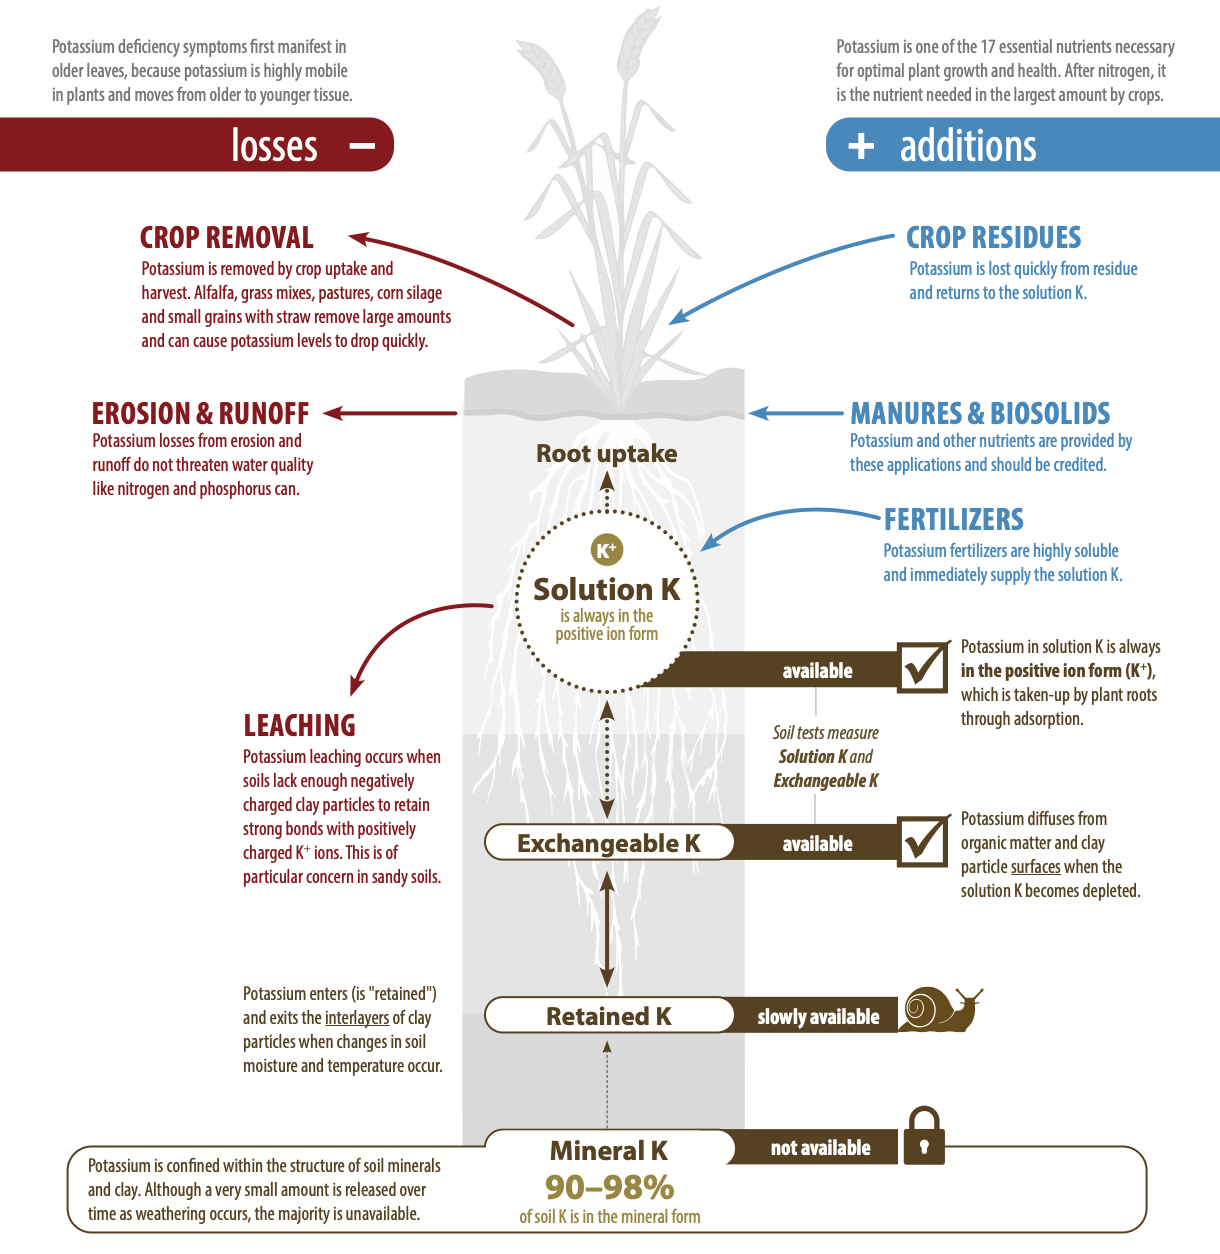 Potassium deficiency symptoms first manifest in
older leaves, because potassium is highly mobile
in plants and moves from older to younger tissue.
Potassium is one of the 17 essential nutrients necessary
for optimal plant growth and health. After nitrogen, it
is the nutrient needed in the largest amount by crops.
losses −
+ additions
CROP REMOVAL
Potassium is removed by crop uptake and
harvest. Alfalfa, grass mixes, pastures, corn silage
and small grains with straw remove large amounts
and can cause potassium levels to drop quickly.
CROP RESIDUES
Potassium is lost quickly from residue
and returns to the solution K.
EROSION & RUNOFF
Potassium losses from erosion and
runoff do not threaten water quality
like nitrogen and phosphorus can.
MANURES & BIOSOLIDS
Potassium and other nutrients are provided by
these applications and should be credited.
Root uptake
FERTILIZERS
Potassium fertilizers are highly soluble
and immediately supply the solution K.
K⁺
Solution K
is always in the
positive ion form
available
Potassium in solution K is always
in the positive ion form (K⁺),
which is taken-up by plant roots
through adsorption.
LEACHING
Potassium leaching occurs when
soils lack enough negatively
charged clay particles to retain
strong bonds with positively
charged K⁺ ions. This is of
particular concern in sandy soils.
Soil tests measure
Solution K and
Exchangeable K
Exchangeable K
available
Potassium diffuses from
organic matter and clay
particle surfaces when the
solution K becomes depleted.
Potassium enters (is "retained")
and exits the interlayers of clay
particles when changes in soil
moisture and temperature occur.
Retained K
slowly available
Mineral K
not available
90–98%
of soil K is in the mineral form
Potassium is confined within the structure of soil minerals
and clay. Although a very small amount is released over
time as weathering occurs, the majority is unavailable.